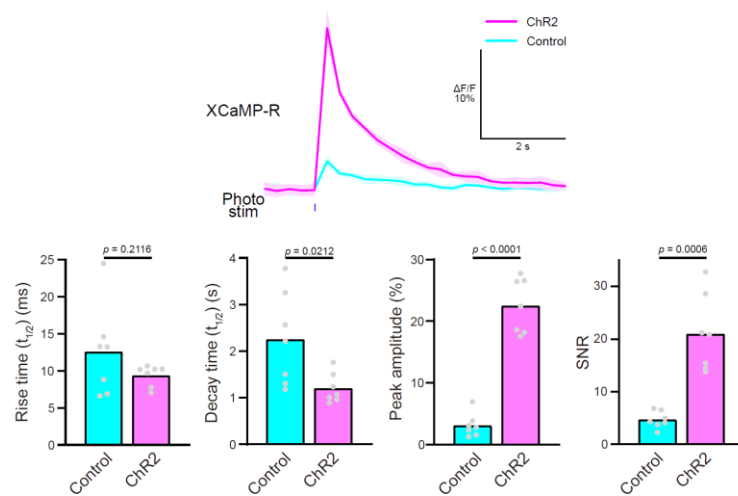 ChR2
Control
XCaMP-R
ΔF/F
10%
2 s
Photo
stim
p = 0.2116
Rise time (t1/2) (ms)
25
20
15
10
5
0
Control
ChR2
p = 0.0212
Decay time (t1/2) (s)
4
3
2
1
0
Control
ChR2
p < 0.0001
Peak amplitude (%)
30
20
10
0
Control
ChR2
p = 0.0006
SNR
30
20
10
0
Control
ChR2